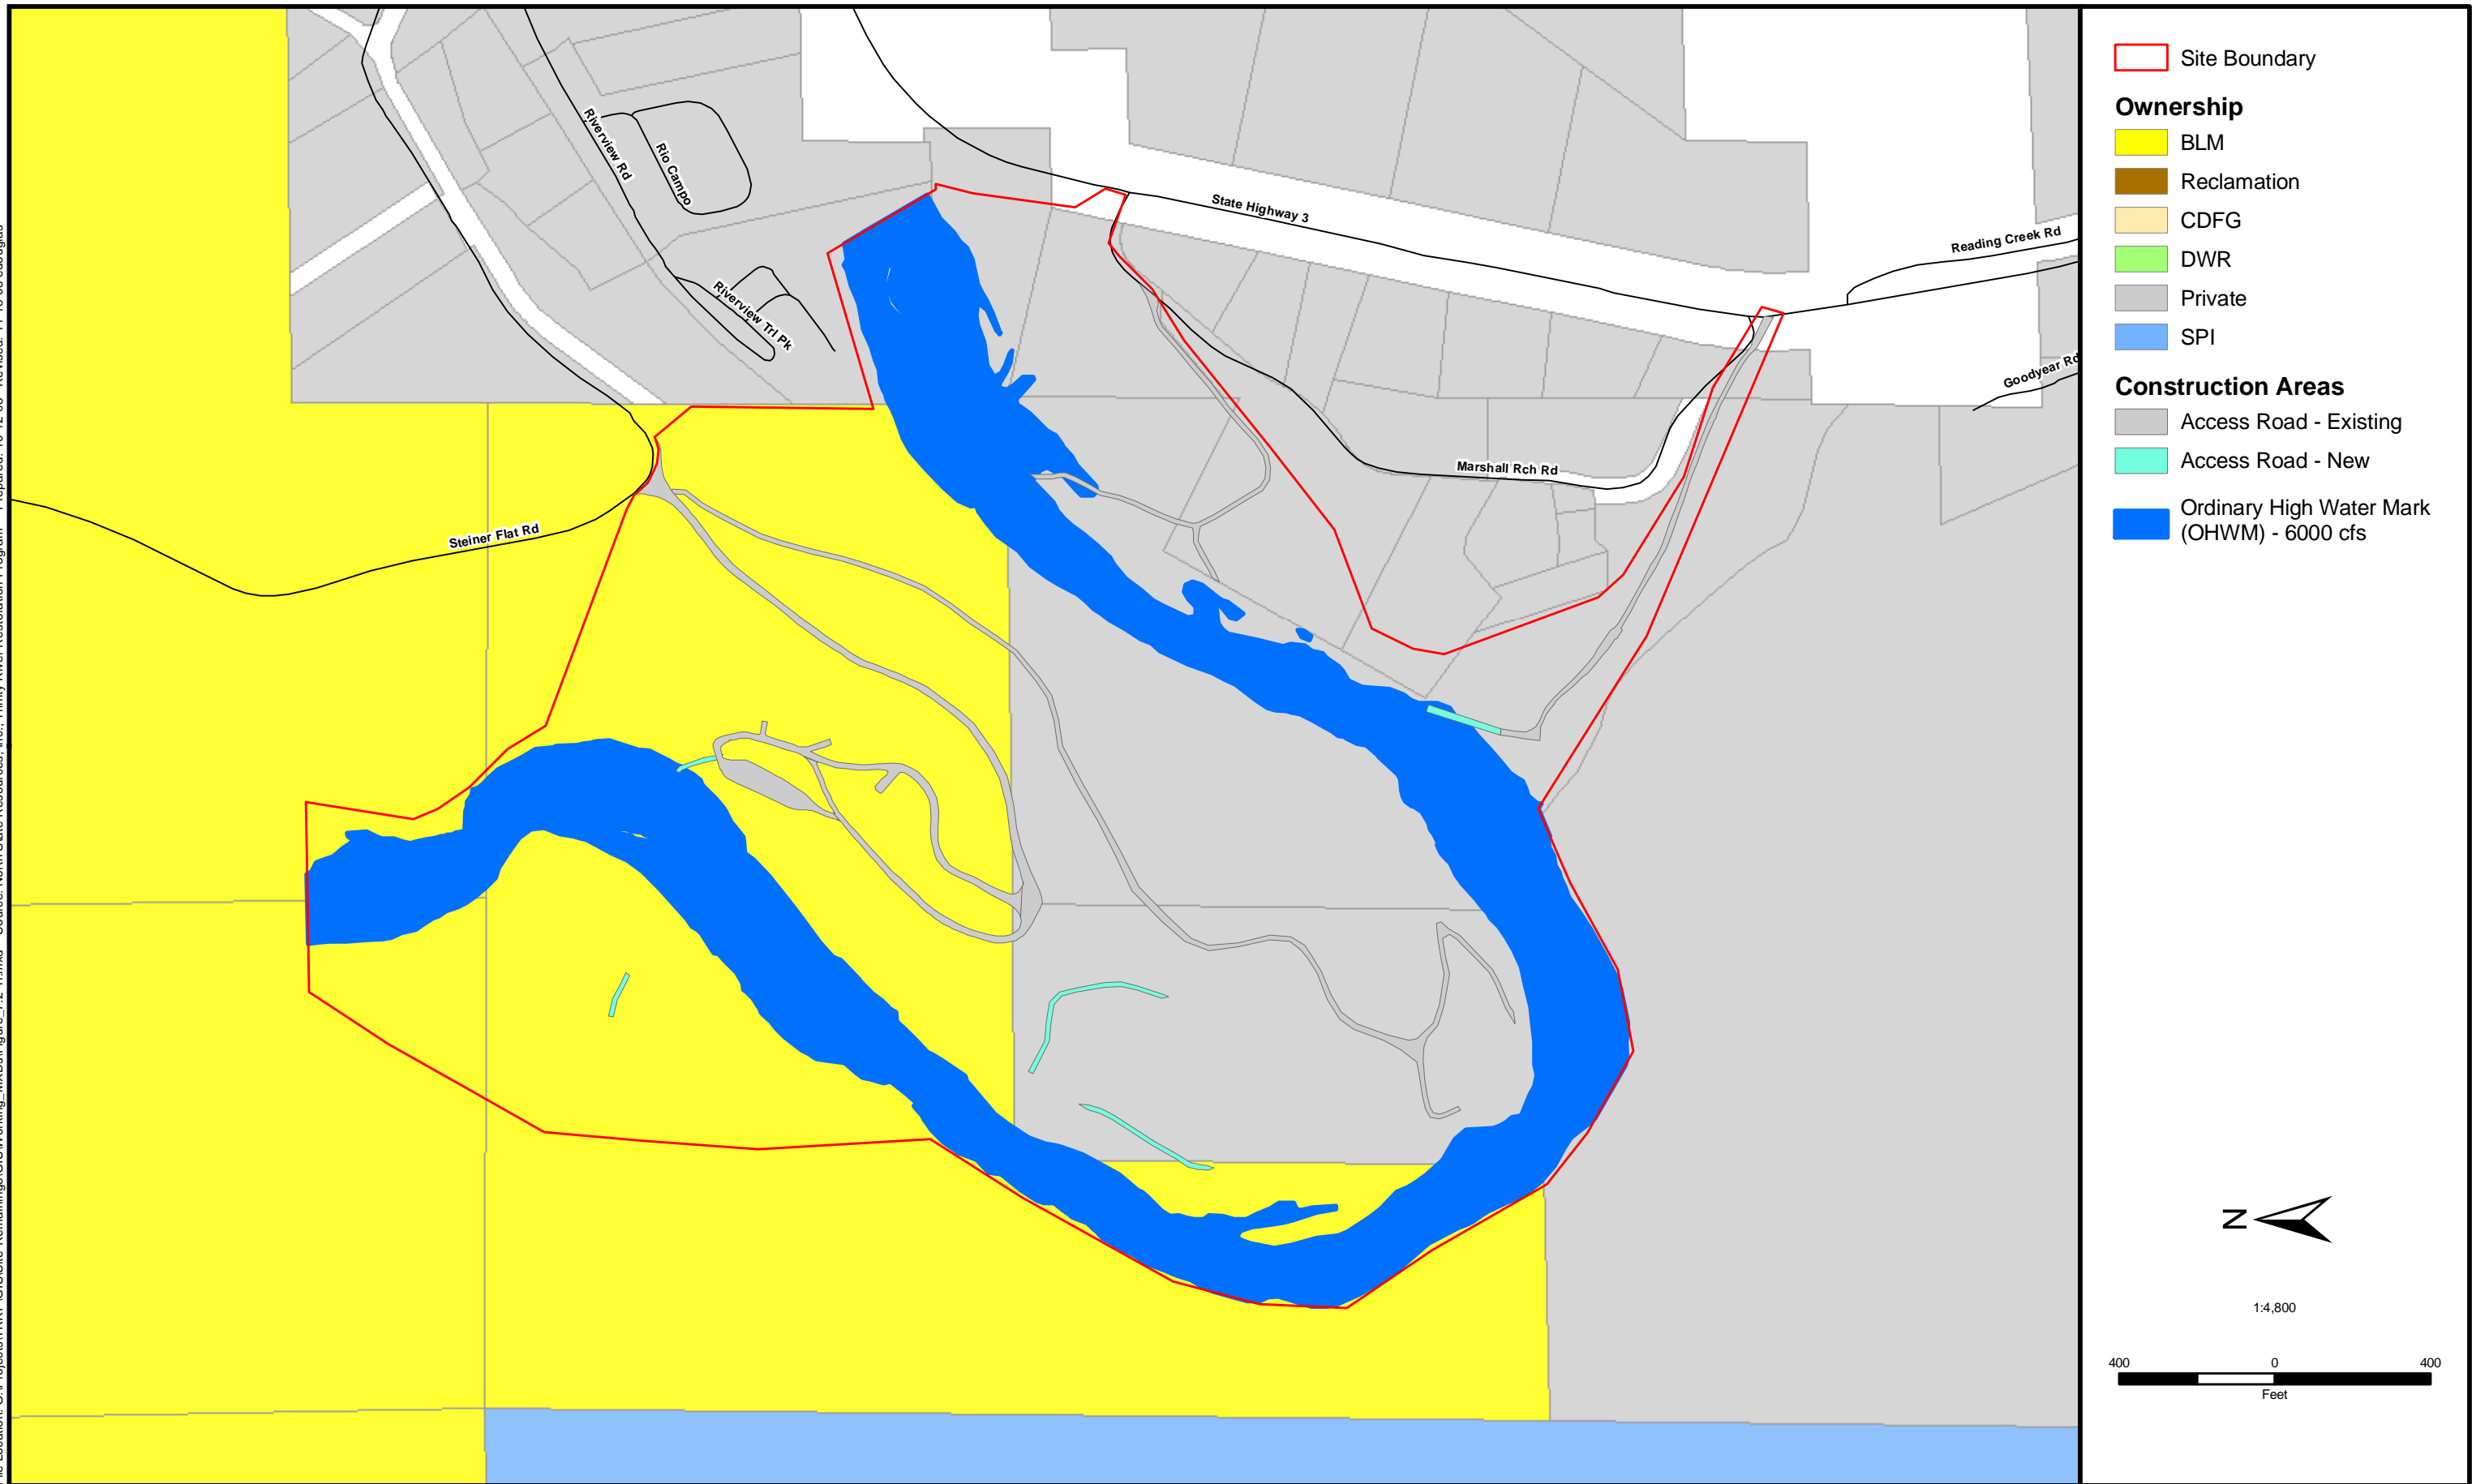 Site Boundary
Ownership
BLM
Reclamation
CDFG
DWR
Private
SPI
Construction Areas
Access Road - Existing
Access Road - New
Ordinary High Water Mark
(OHWM) - 6000 cfs
N
1:4,800
400 0 400
Feet
Riverview Rd
Rio Campo
Riverview Trl Pk
State Highway 3
Reading Creek Rd
Goodyear Rd
Marshall Rch Rd
Steiner Flat Rd